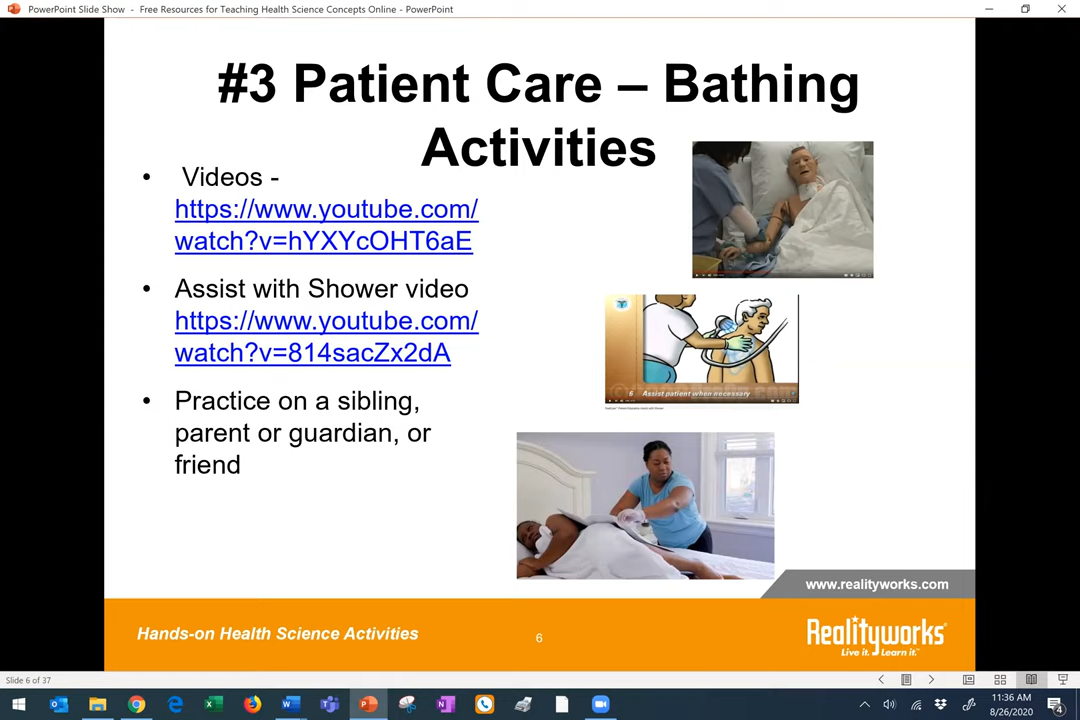 PowerPoint Slide Show - Free Resources for Teaching Health Science Concepts Online - PowerPoint
#3 Patient Care – Bathing
Activities
• Videos -
https://www.youtube.com/
watch?v=hYXYcOHT6aE
• Assist with Shower video
https://www.youtube.com/
watch?v=814sacZx2dA
• Practice on a sibling,
parent or guardian, or
friend
6 Assist patient when necessary
www.realityworks.com
Hands-on Health Science Activities
6
Realityworks
Live it. Learn it.
Slide 6 of 37
11:36 AM
8/26/2020
4